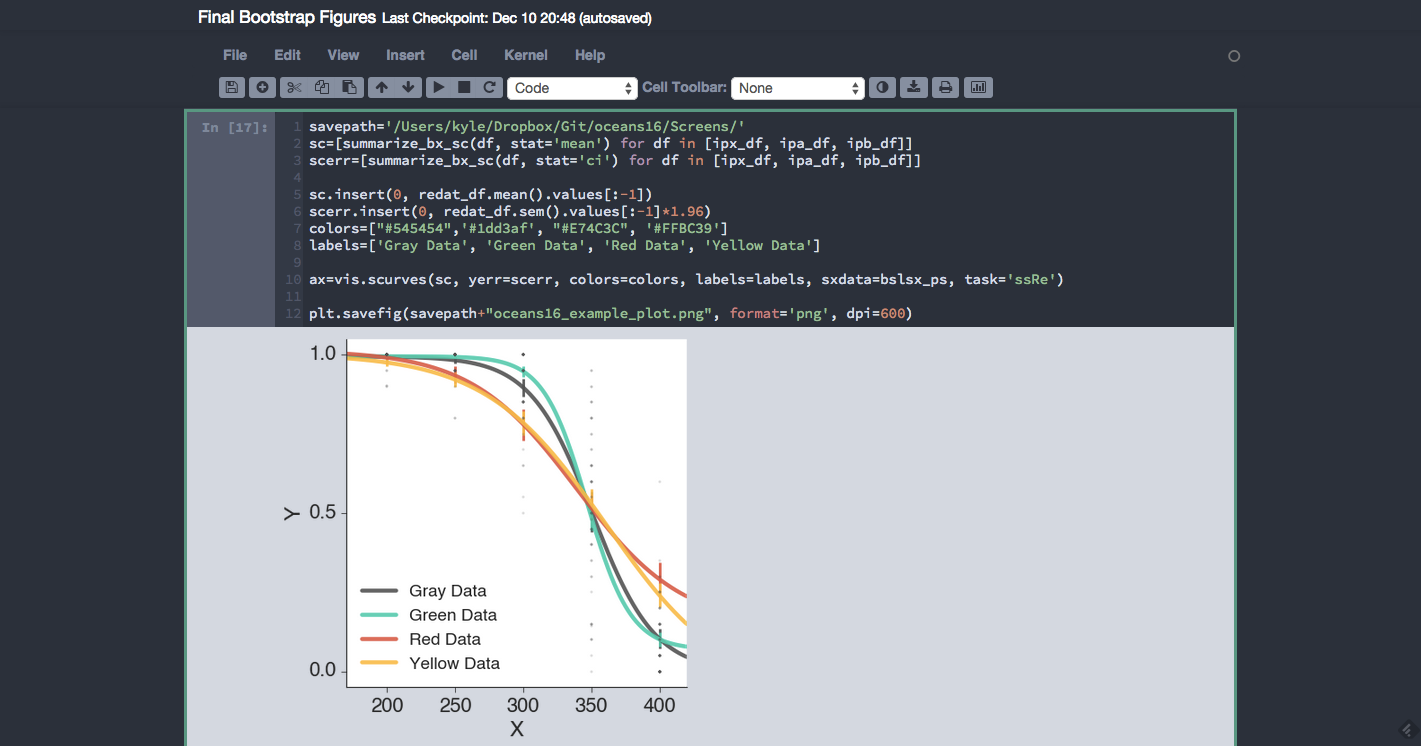 Final Bootstrap Figures Last Checkpoint: Dec 10 20:48 (autosaved)
File Edit View Insert Cell Kernel Help
Code Cell Toolbar: None
In [17]:
1 savepath='/Users/kyle/Dropbox/Git/oceans16/Screens/'
2 sc=[summarize_bx_sc(df, stat='mean') for df in [ipx_df, ipa_df, ipb_df]]
3 scerr=[summarize_bx_sc(df, stat='ci') for df in [ipx_df, ipa_df, ipb_df]]
4
5 sc.insert(0, redat_df.mean().values[:-1])
6 scerr.insert(0, redat_df.sem().values[:-1]*1.96)
7 colors=["#545454",'#1dd3af', "#E74C3C", '#FFBC39']
8 labels=['Gray Data', 'Green Data', 'Red Data', 'Yellow Data']
9
10 ax=vis.scurves(sc, yerr=scerr, colors=colors, labels=labels, sxdata=bslsx_ps, task='ssRe')
11
12 plt.savefig(savepath+"oceans16_example_plot.png", format='png', dpi=600)
1.0
Y 0.5
Gray Data
Green Data
Red Data
Yellow Data
0.0
200 250 300 350 400
X